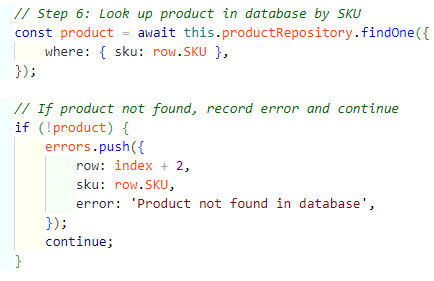 // Step 6: Look up product in database by SKU
const product = await this.productRepository.findOne({
    where: { sku: row.SKU },
});

// If product not found, record error and continue
if (!product) {
    errors.push({
        row: index + 2,
        sku: row.SKU,
        error: 'Product not found in database',
    });
    continue;
}